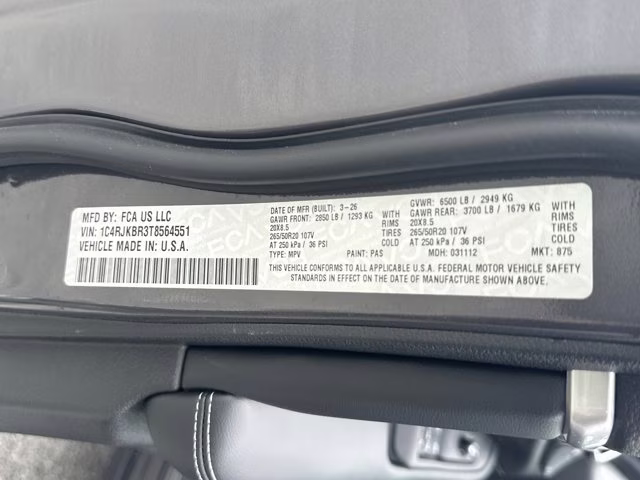 MFD BY: FCA US LLC
VIN: 1C4RJKBR3T8564551
VEHICLE MADE IN U.S.A.
DATE OF MFR (BUILT): 3-26
GAWR FRONT: 2850 LB / 1293 KG
20X8.5
265/50R20 107V
AT 250 kPa / 36 PSI
TYPE: MPV
PAINT: PAS
WITH
RIMS
TIRES
COLD
GVWR: 6500 LB / 2949 KG
GAWR REAR: 3700 LB / 1679 KG
20X8.5
265/50R20 107V
AT 250 kPa / 36 PSI
MDH: 031112
WITH
RIMS
TIRES
COLD
MKT: 875
THIS VEHICLE CONFORMS TO ALL APPLICABLE U.S.A. FEDERAL MOTOR VEHICLE SAFETY
STANDARDS IN EFFECT ON THE DATE OF MANUFACTURE SHOWN ABOVE.